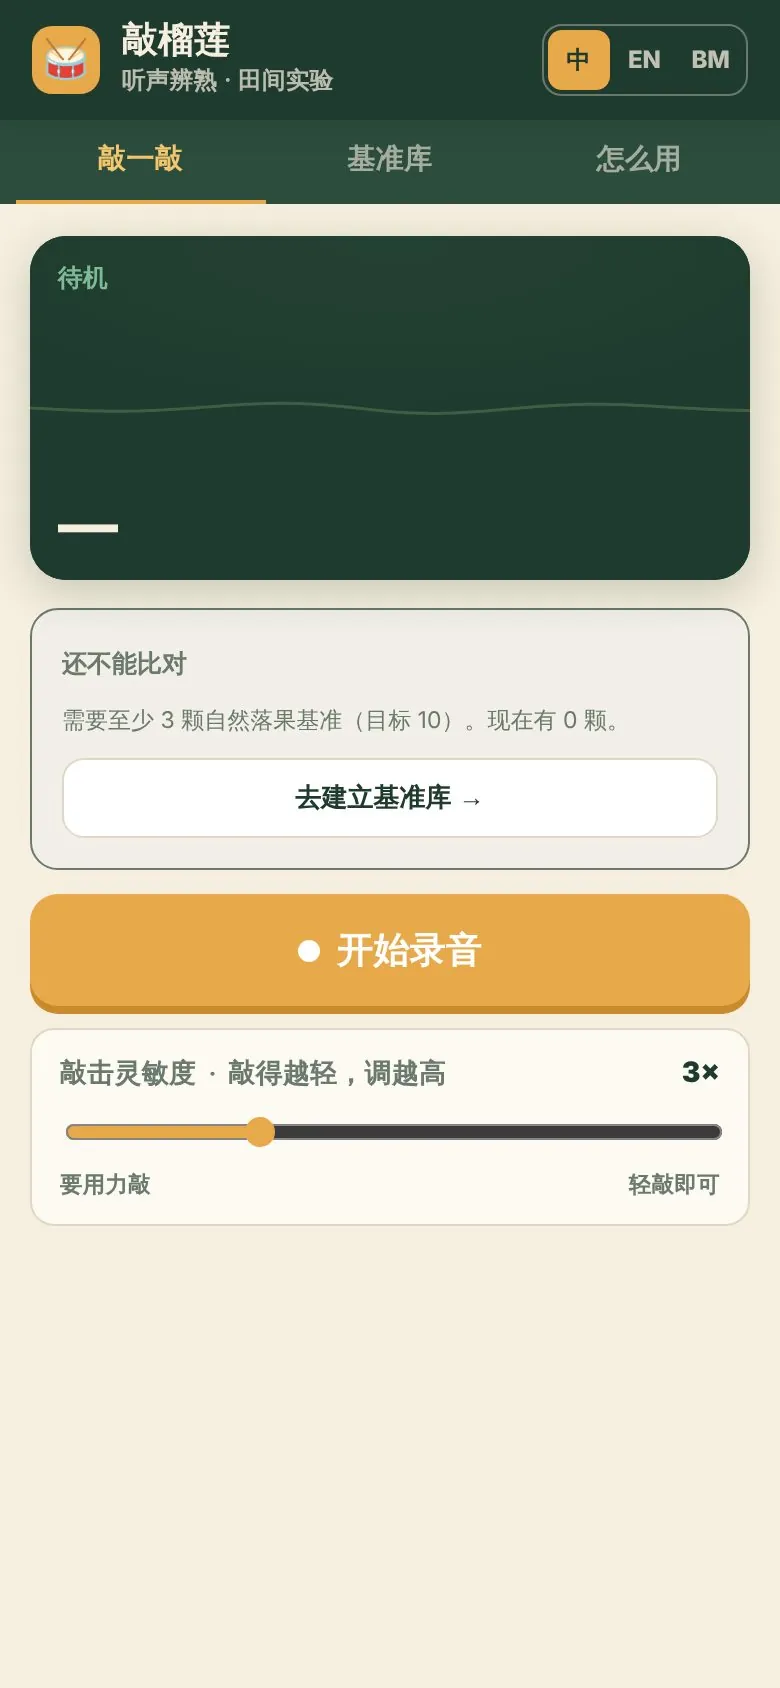 敲榴莲
听声辨熟 · 田间实验
中 EN BM
敲一敲 基准库 怎么用
待机
—
还不能比对
需要至少 3 颗自然落果基准（目标 10）。现在有 0 颗。
去建立基准库 →
开始录音
敲击灵敏度 · 敲得越轻，调越高 3×
要用力敲 轻敲即可